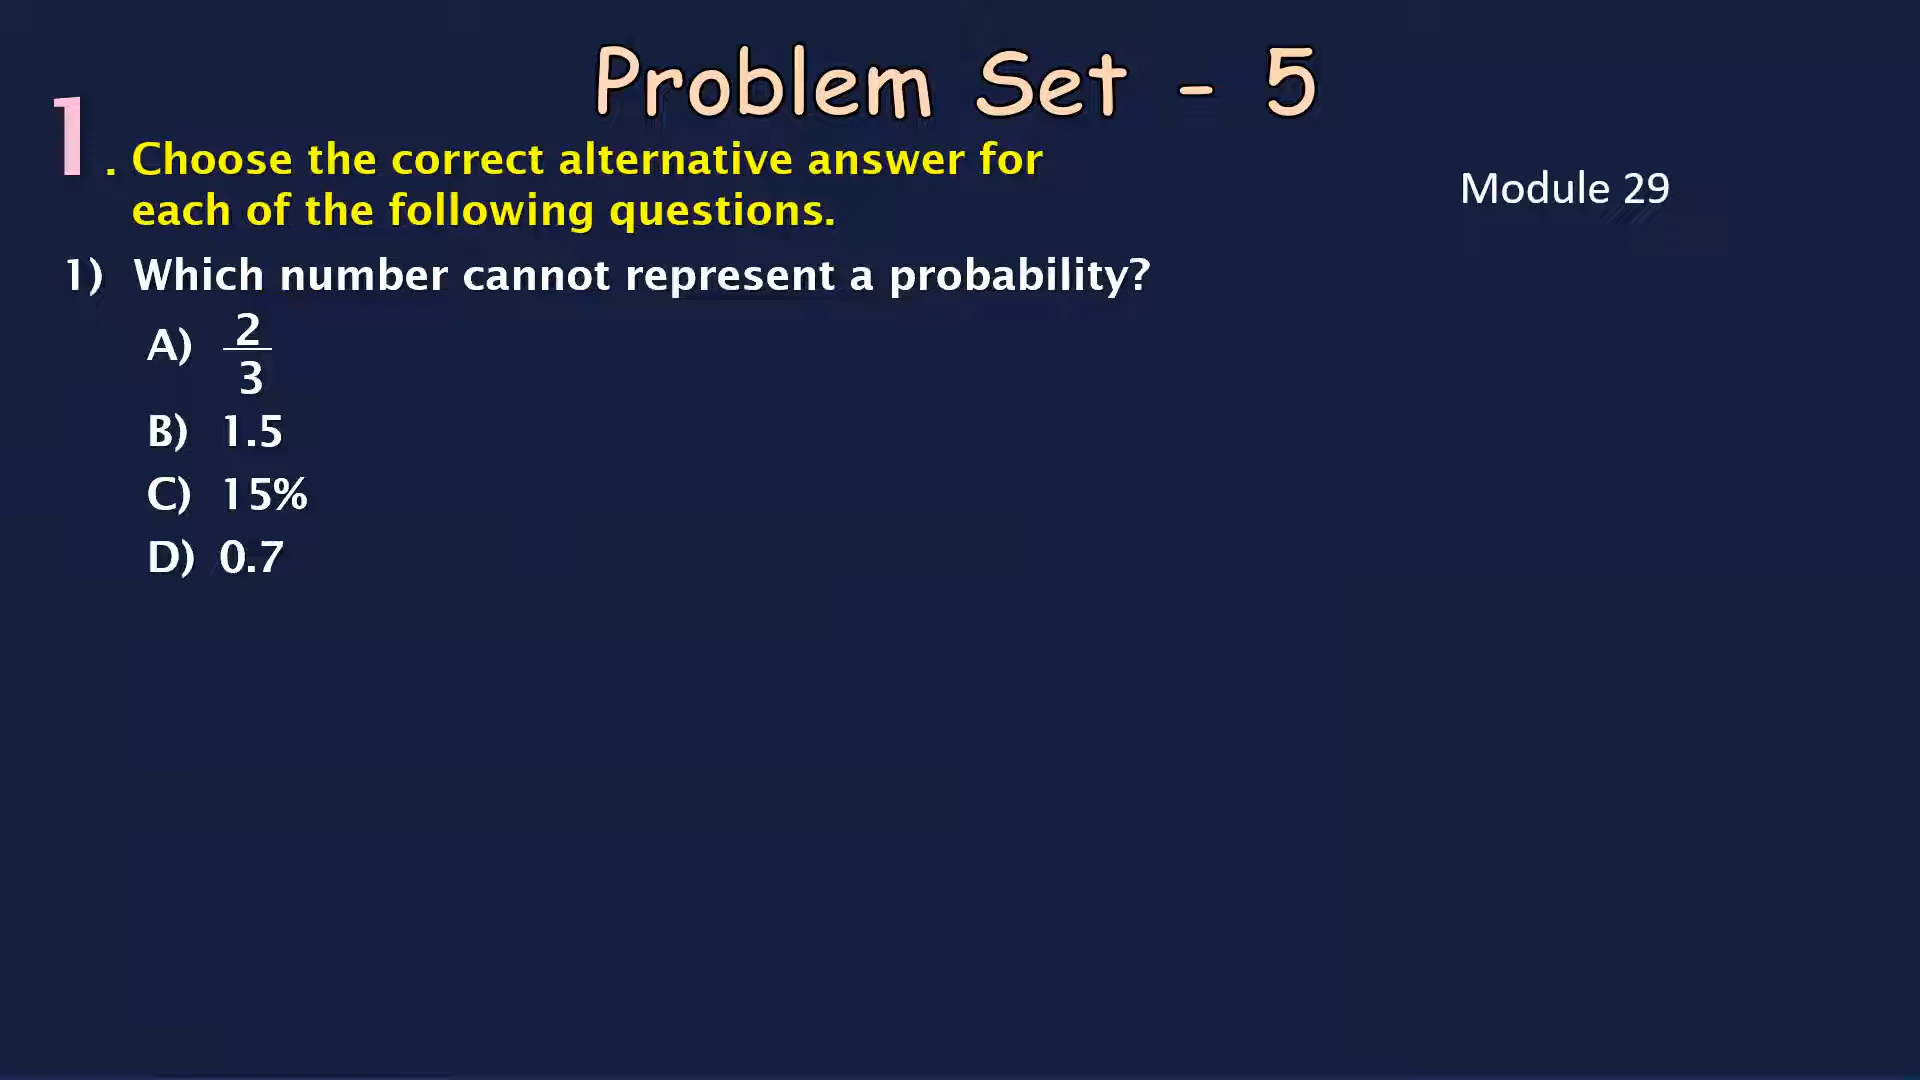 Problem Set - 5
1. Choose the correct alternative answer for
each of the following questions.
Module 29
1) Which number cannot represent a probability?
A) 2/3
B) 1.5
C) 15%
D) 0.7